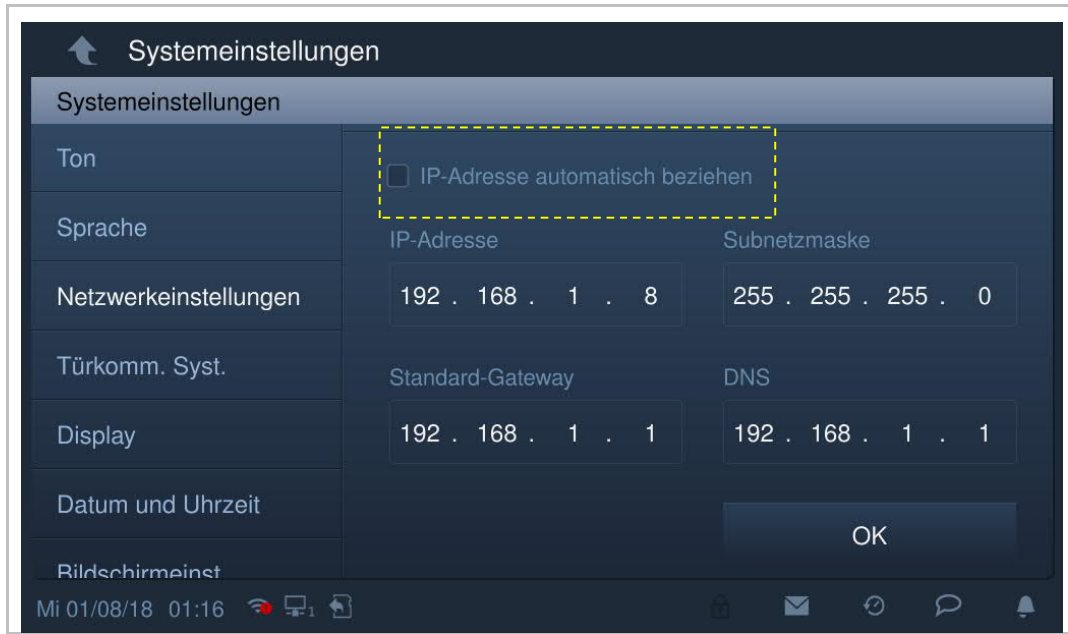 Systemeinstellungen
Systemeinstellungen
Ton
Sprache
Netzwerkeinstellungen
Türkomm. Syst.
Display
Datum und Uhrzeit
Bildschirmeinst
IP-Adresse automatisch beziehen
IP-Adresse Subnetzmaske
192 . 168 . 1 . 8 255 . 255 . 255 . 0
Standard-Gateway DNS
192 . 168 . 1 . 1 192 . 168 . 1 . 1
OK
Mi 01/08/18 01:16 1